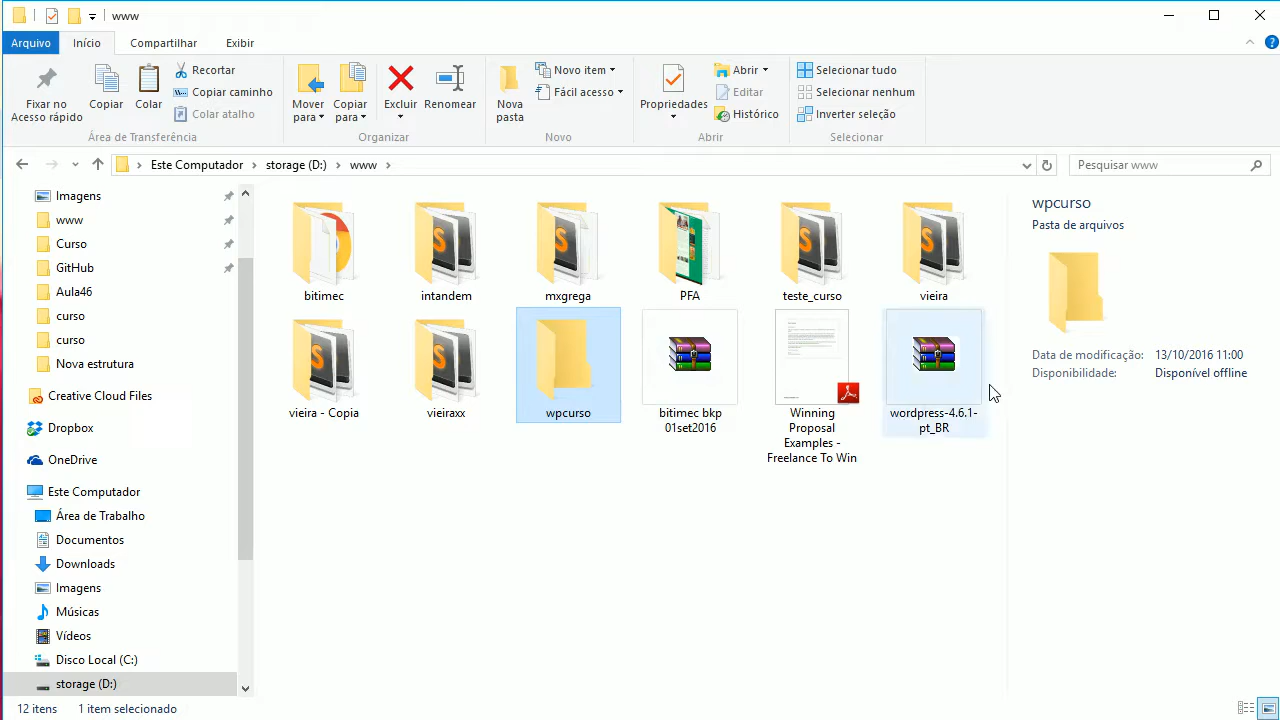 www
Arquivo
Início
Compartilhar
Exibir
Fixar no
Acesso rápido
Copiar
Colar
Recortar
Copiar caminho
Colar atalho
Área de Transferência
Mover
para
Copiar
para
Excluir
Renomear
Organizar
Nova
pasta
Novo item
Fácil acesso
Novo
Propriedades
Abrir
Editar
Histórico
Abrir
Selecionar tudo
Selecionar nenhum
Inverter seleção
Selecionar
Este Computador
storage (D:)
www
Pesquisar www
Imagens
www
Curso
GitHub
Aula46
curso
curso
Nova estrutura
Creative Cloud Files
Dropbox
OneDrive
Este Computador
Área de Trabalho
Documentos
Downloads
Imagens
Músicas
Vídeos
Disco Local (C:)
storage (D:)
bitimec
intandem
mxgrega
PFA
teste_curso
vieira
vieira - Copia
vieiraxx
wpcurso
bitimec bkp
01set2016
Winning
Proposal
Examples -
Freelance To Win
wordpress-4.6.1-
pt_BR
wpcurso
Pasta de arquivos
Data de modificação: 13/10/2016 11:00
Disponibilidade: Disponível offline
12 itens
1 item selecionado